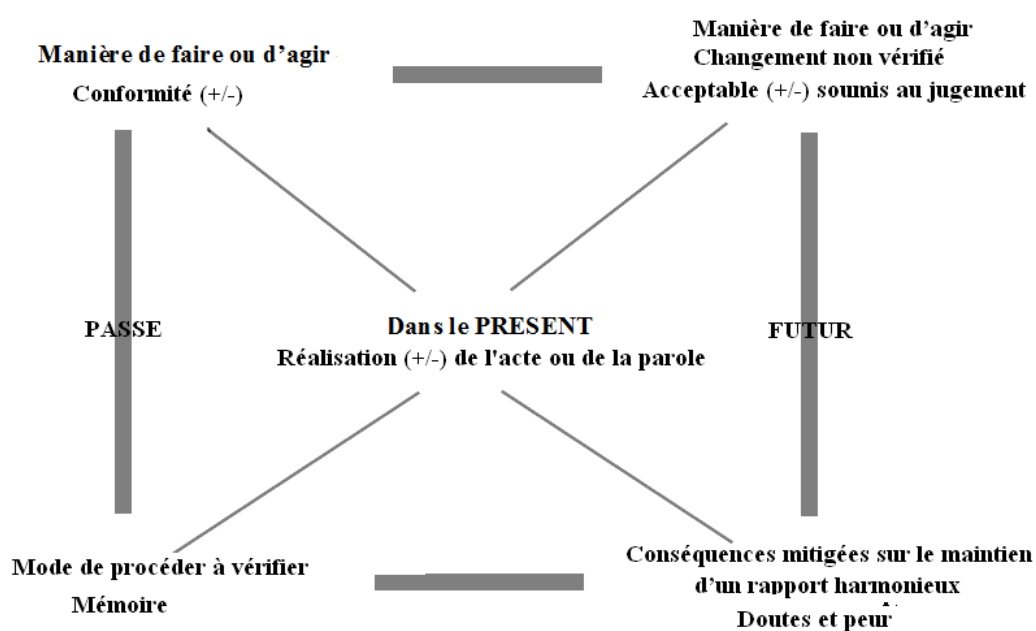 Manière de faire ou d'agir
Conformité (+/-)
Manière de faire ou d'agir
Changement non vérifié
Acceptable (+/-) soumis au jugement
PASSE
Dans le PRESENT
Réalisation (+/-) de l'acte ou de la parole
FUTUR
Mode de procéder à vérifier
Mémoire
Conséquences mitigées sur le maintien
d'un rapport harmonieux
Doutes et peur